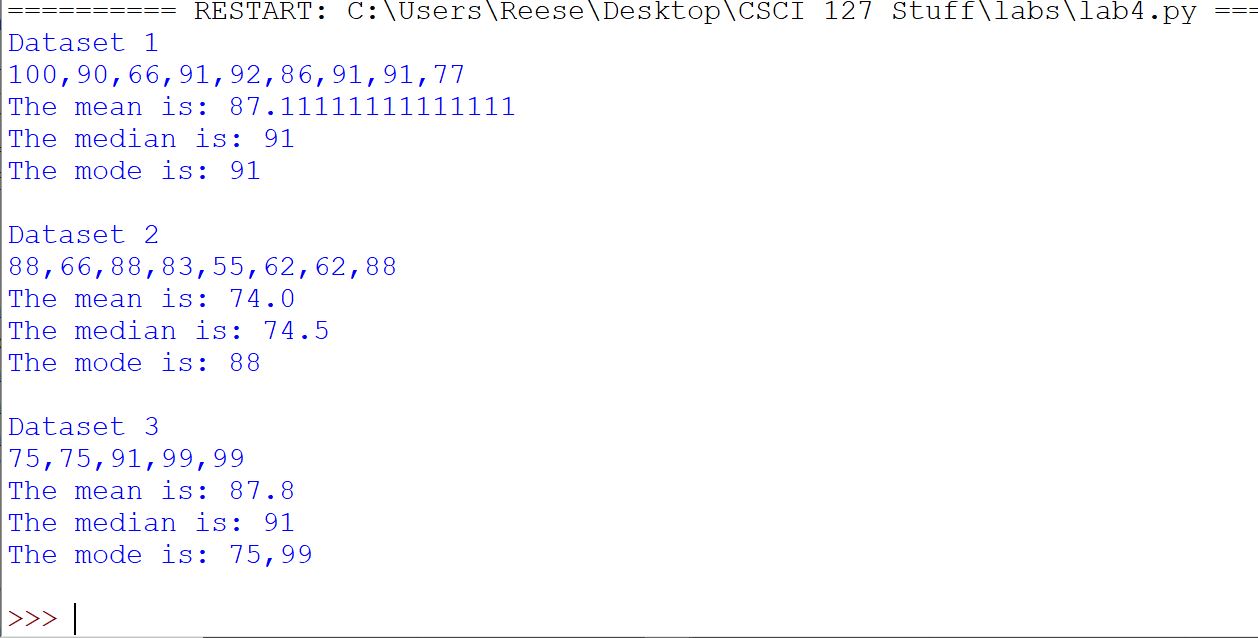 ========== RESTART: C:\Users\Reese\Desktop\CSCI 127 Stuff\labs\lab4.py ===
Dataset 1
100,90,66,91,92,86,91,91,77
The mean is: 87.11111111111111
The median is: 91
The mode is: 91
Dataset 2
88,66,88,83,55,62,62,88
The mean is: 74.0
The median is: 74.5
The mode is: 88
Dataset 3
75,75,91,99,99
The mean is: 87.8
The median is: 91
The mode is: 75,99
>>>